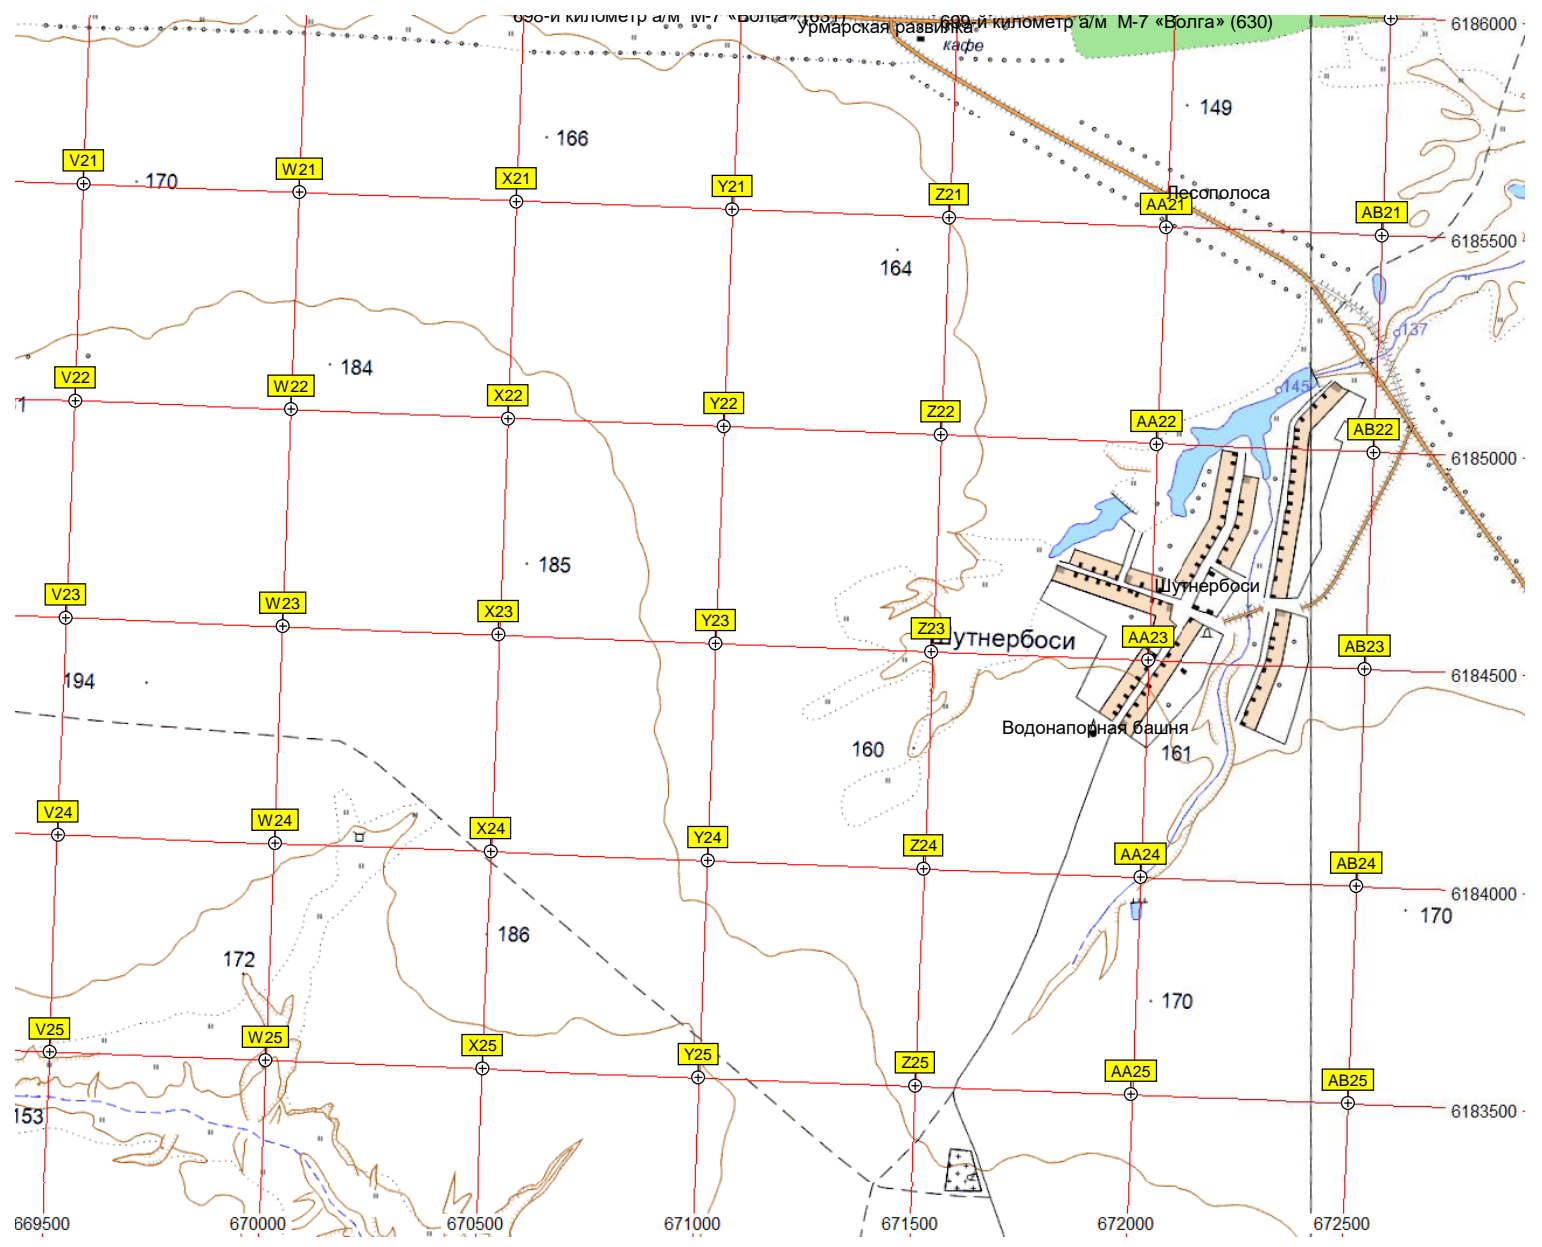 698-й километр а/м М-7 «Волга» (631)
699-й километр а/м М-7 «Волга» (630)
6186000
Урмарская развилка
кафе
149
166
V21
W21
X21
Y21
Z21
AA21
AB21
170
Лесополоса
6185500
164
137
184
145
V22
W22
X22
Y22
Z22
AA22
AB22
6185000
185
Шутнербоси
V23
W23
X23
Y23
Z23
AA23
AB23
Шутнербоси
6184500
194
Водонапорная башня
160
161
V24
W24
X24
Y24
Z24
AA24
AB24
6184000
170
186
172
170
V25
W25
X25
Y25
Z25
AA25
AB25
6183500
153
669500
670000
670500
671000
671500
672000
672500